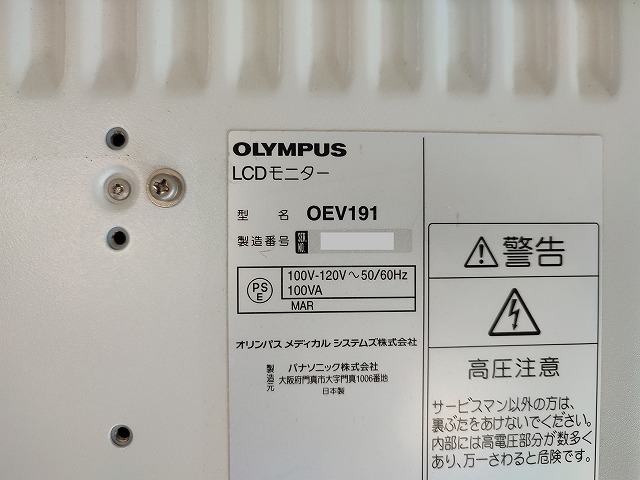 OLYMPUS
LCDモニター
型 名 OEV191
製造番号 SER. NO.
PS E
100V-120V～50/60Hz
100VA
MAR
オリンパス メディカル システムズ株式会社
製造元
パナソニック株式会社
大阪府門真市大字門真1006番地
日本製
警告
高圧注意
サービスマン以外の方は、
裏ぶたをあけないでください。
内部には高電圧部分が数多く
あり、万一さわると危険です。